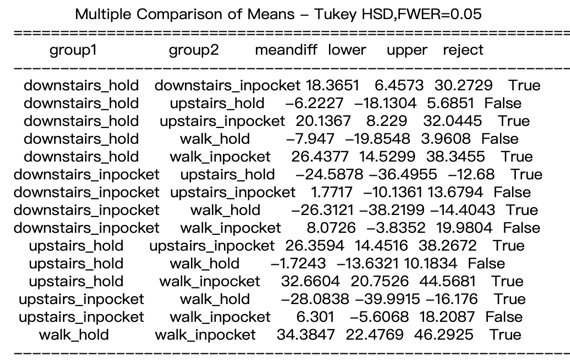 Multiple Comparison of Means – Tukey HSD,FWER=0.05
==================================================================
group1 group2 meandiff lower upper reject
------------------------------------------------------------------
downstairs_hold downstairs_inpocket 18.3651 6.4573 30.2729 True
downstairs_hold upstairs_hold −6.2227 −18.1304 5.6851 False
downstairs_hold upstairs_inpocket 20.1367 8.229 32.0445 True
downstairs_hold walk_hold −7.947 −19.8548 3.9608 False
downstairs_hold walk_inpocket 26.4377 14.5299 38.3455 True
downstairs_inpocket upstairs_hold −24.5878 −36.4955 −12.68 True
downstairs_inpocket upstairs_inpocket 1.7717 −10.1361 13.6794 False
downstairs_inpocket walk_hold −26.3121 −38.2199 −14.4043 True
downstairs_inpocket walk_inpocket 8.0726 −3.8352 19.9804 False
upstairs_hold upstairs_inpocket 26.3594 14.4516 38.2672 True
upstairs_hold walk_hold −1.7243 −13.6321 10.1834 False
upstairs_hold walk_inpocket 32.6604 20.7526 44.5681 True
upstairs_inpocket walk_hold −28.0838 −39.9915 −16.176 True
upstairs_inpocket walk_inpocket 6.301 −5.6068 18.2087 False
walk_hold walk_inpocket 34.3847 22.4769 46.2925 True
------------------------------------------------------------------